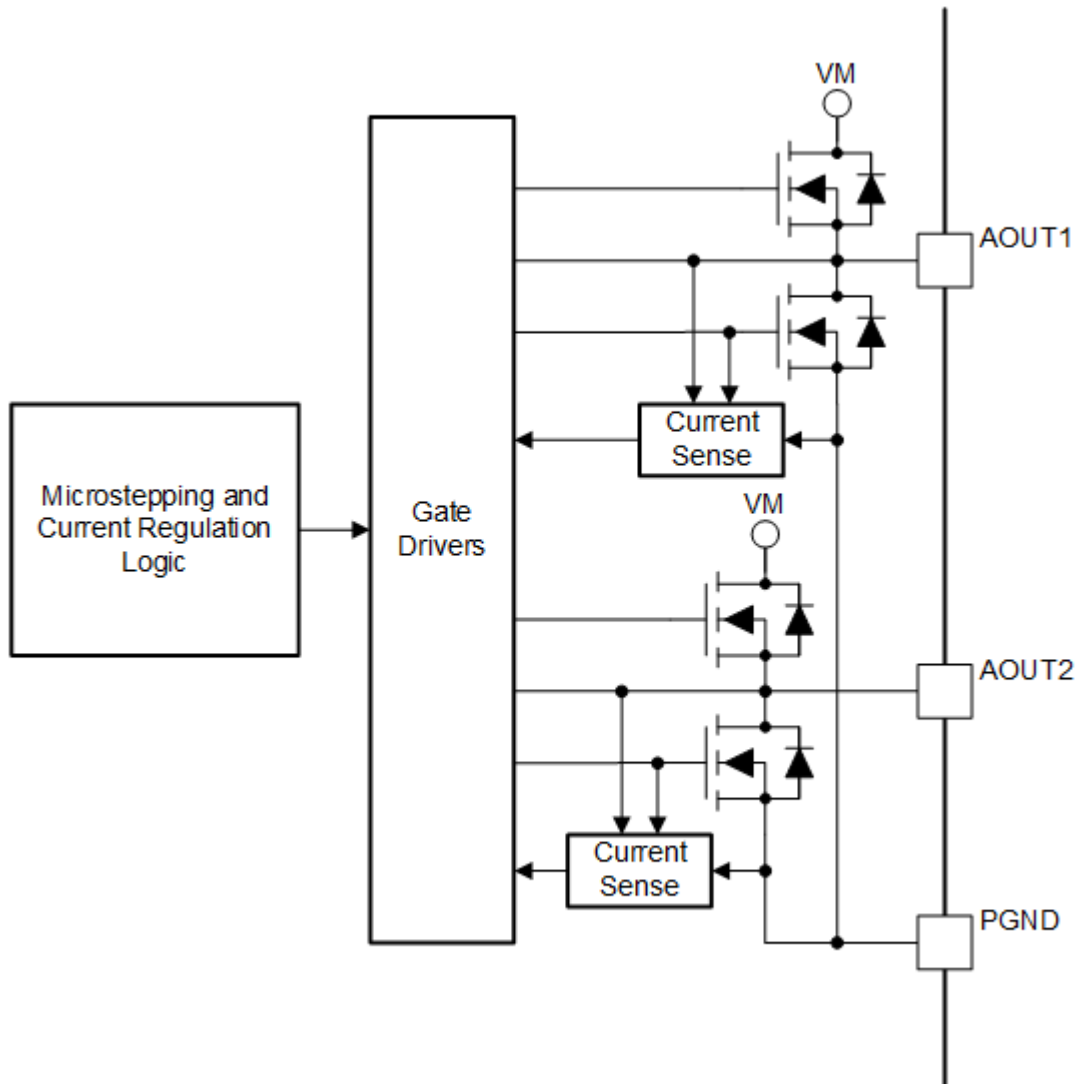 VM
AOUT1
Current
Sense
Microstepping and
Current Regulation
Logic
Gate
Drivers
VM
AOUT2
Current
Sense
PGND